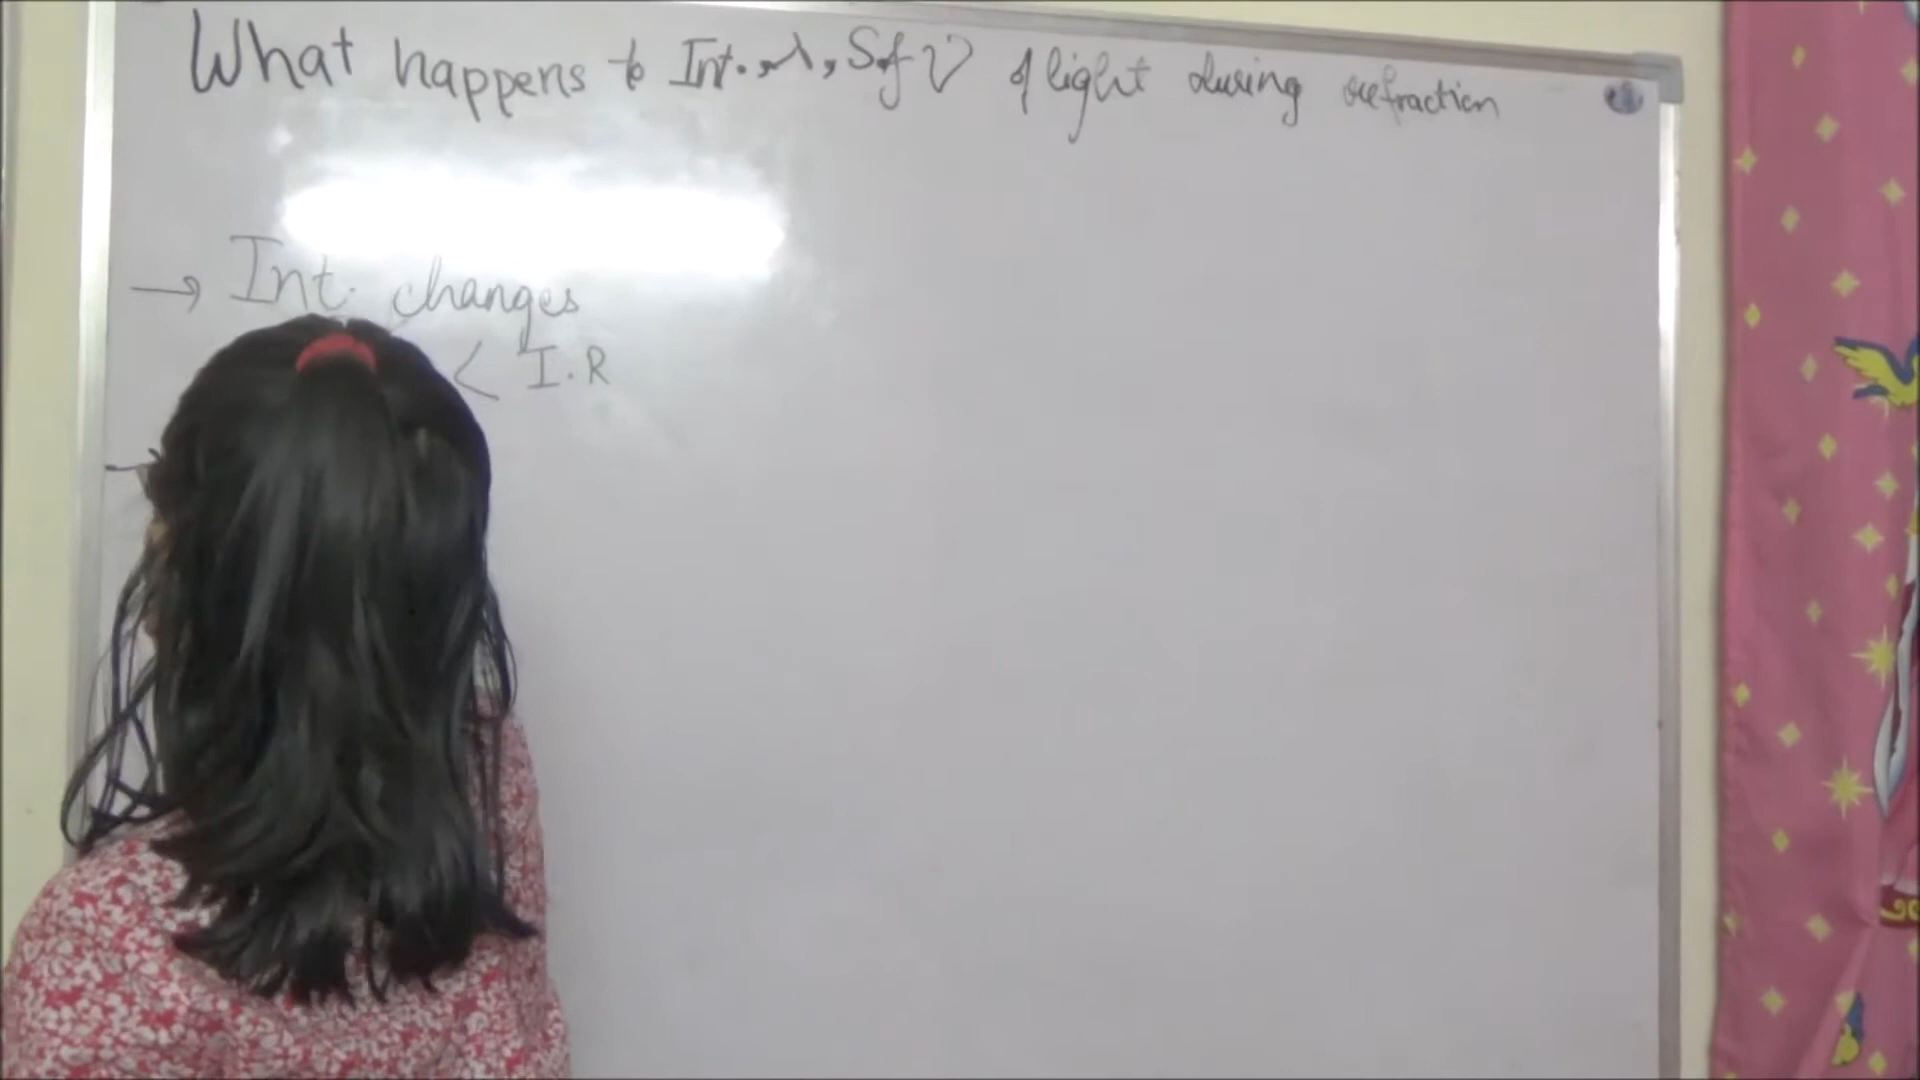 What happens to Int., λ, S, f ν of light during refraction
→ Int. changes
< I.R